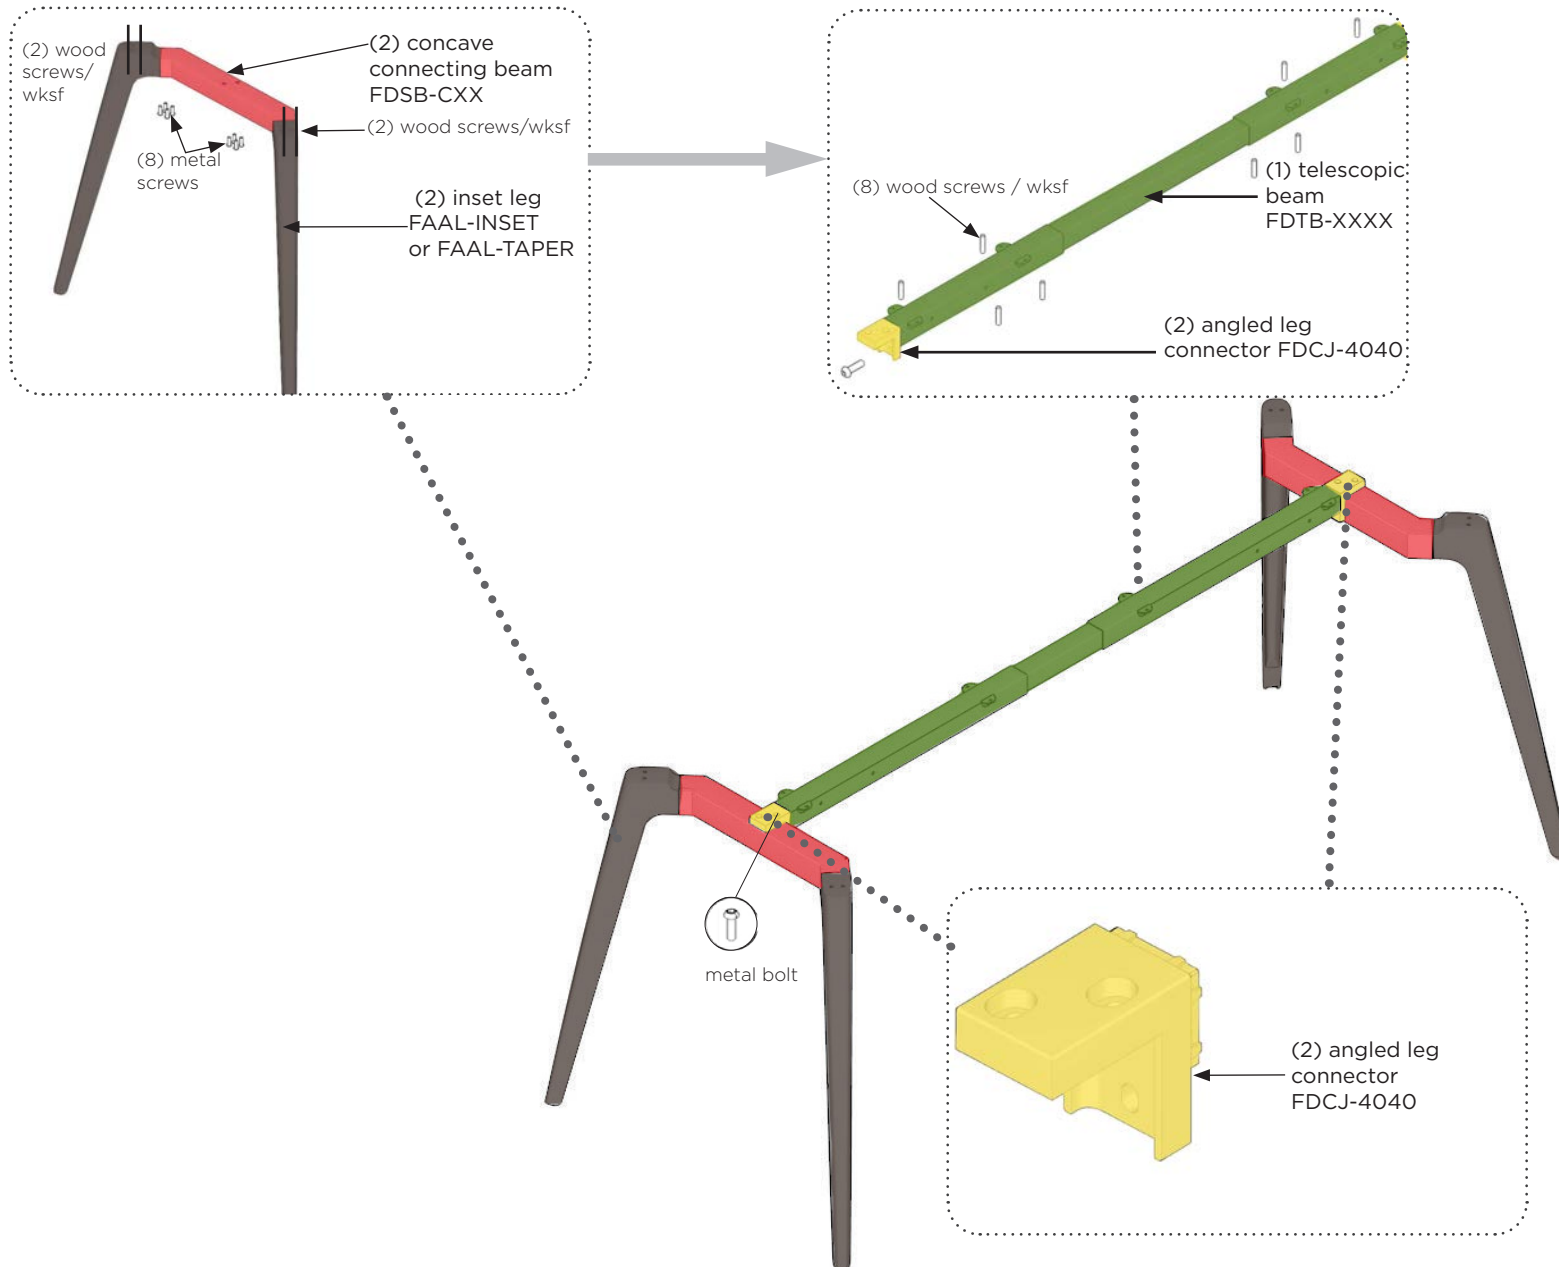 (2) wood
screws/
wksf
(2) concave
connecting beam
FDSB-CXX
(2) wood screws/wksf
(8) metal
screws
(2) inset leg
FAAL-INSET
or FAAL-TAPER
(8) wood screws / wksf
(1) telescopic
beam
FDTB-XXXX
(2) angled leg
connector FDCJ-4040
metal bolt
(2) angled leg
connector
FDCJ-4040